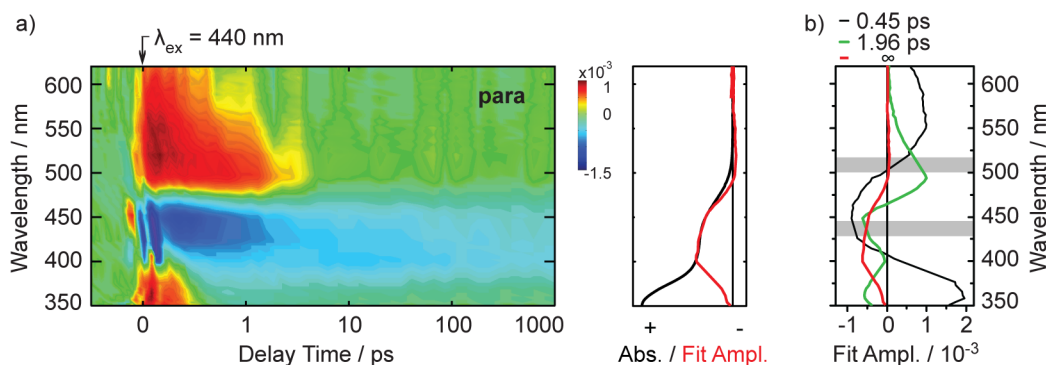 a)
λex = 440 nm
Wavelength / nm
600
550
500
450
400
350
para
0
1
10
100
1000
Delay Time / ps
x10-3
1
0
-1.5
+
-
Abs. / Fit Ampl.
b)
– 0.45 ps
– 1.96 ps
– ∞
600
550
500
450
400
350
Wavelength / nm
-1
0
1
2
Fit Ampl. / 10-3